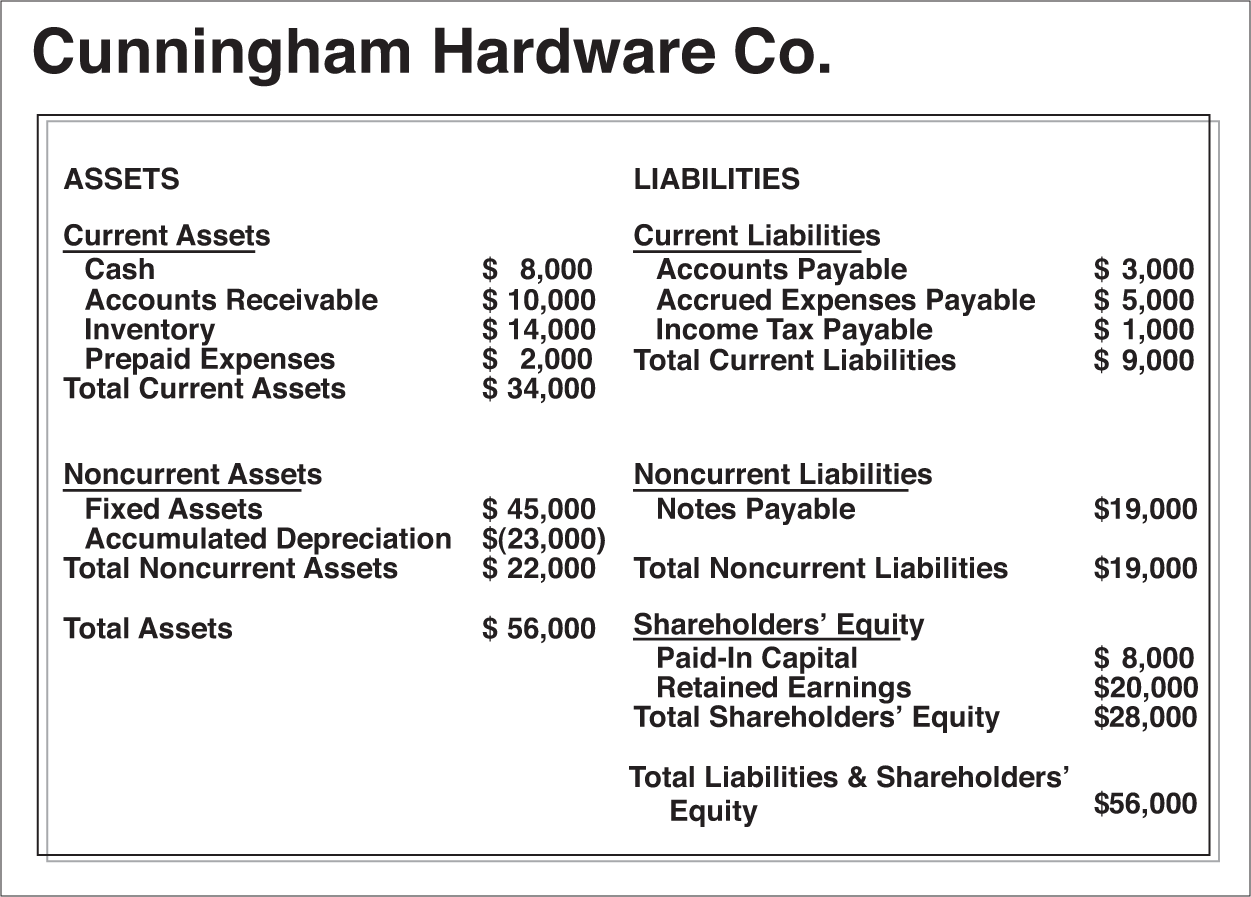 Cunningham Hardware Co.
ASSETS
Current Assets
Cash $ 8,000
Accounts Receivable $ 10,000
Inventory $ 14,000
Prepaid Expenses $ 2,000
Total Current Assets $ 34,000
Noncurrent Assets
Fixed Assets $ 45,000
Accumulated Depreciation $(23,000)
Total Noncurrent Assets $ 22,000
Total Assets $ 56,000
LIABILITIES
Current Liabilities
Accounts Payable $ 3,000
Accrued Expenses Payable $ 5,000
Income Tax Payable $ 1,000
Total Current Liabilities $ 9,000
Noncurrent Liabilities
Notes Payable $19,000
Total Noncurrent Liabilities $19,000
Shareholders’ Equity
Paid-In Capital $ 8,000
Retained Earnings $20,000
Total Shareholders’ Equity $28,000
Total Liabilities & Shareholders’
Equity $56,000